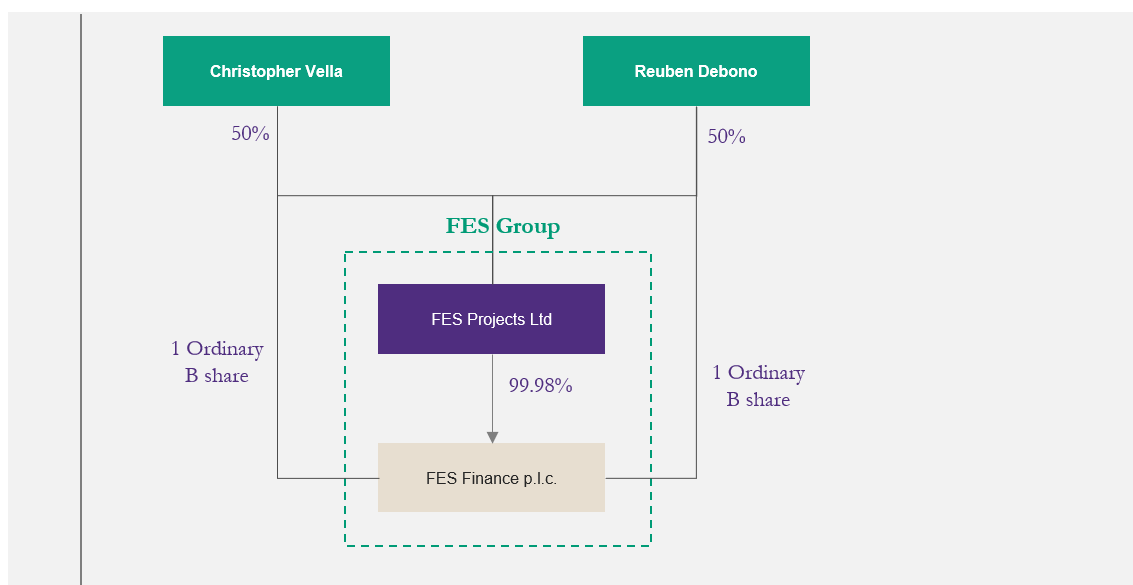 Christopher Vella
Reuben Debono
50%
50%
FES Group
FES Projects Ltd
1 Ordinary
B share
99.98%
1 Ordinary
B share
FES Finance p.l.c.